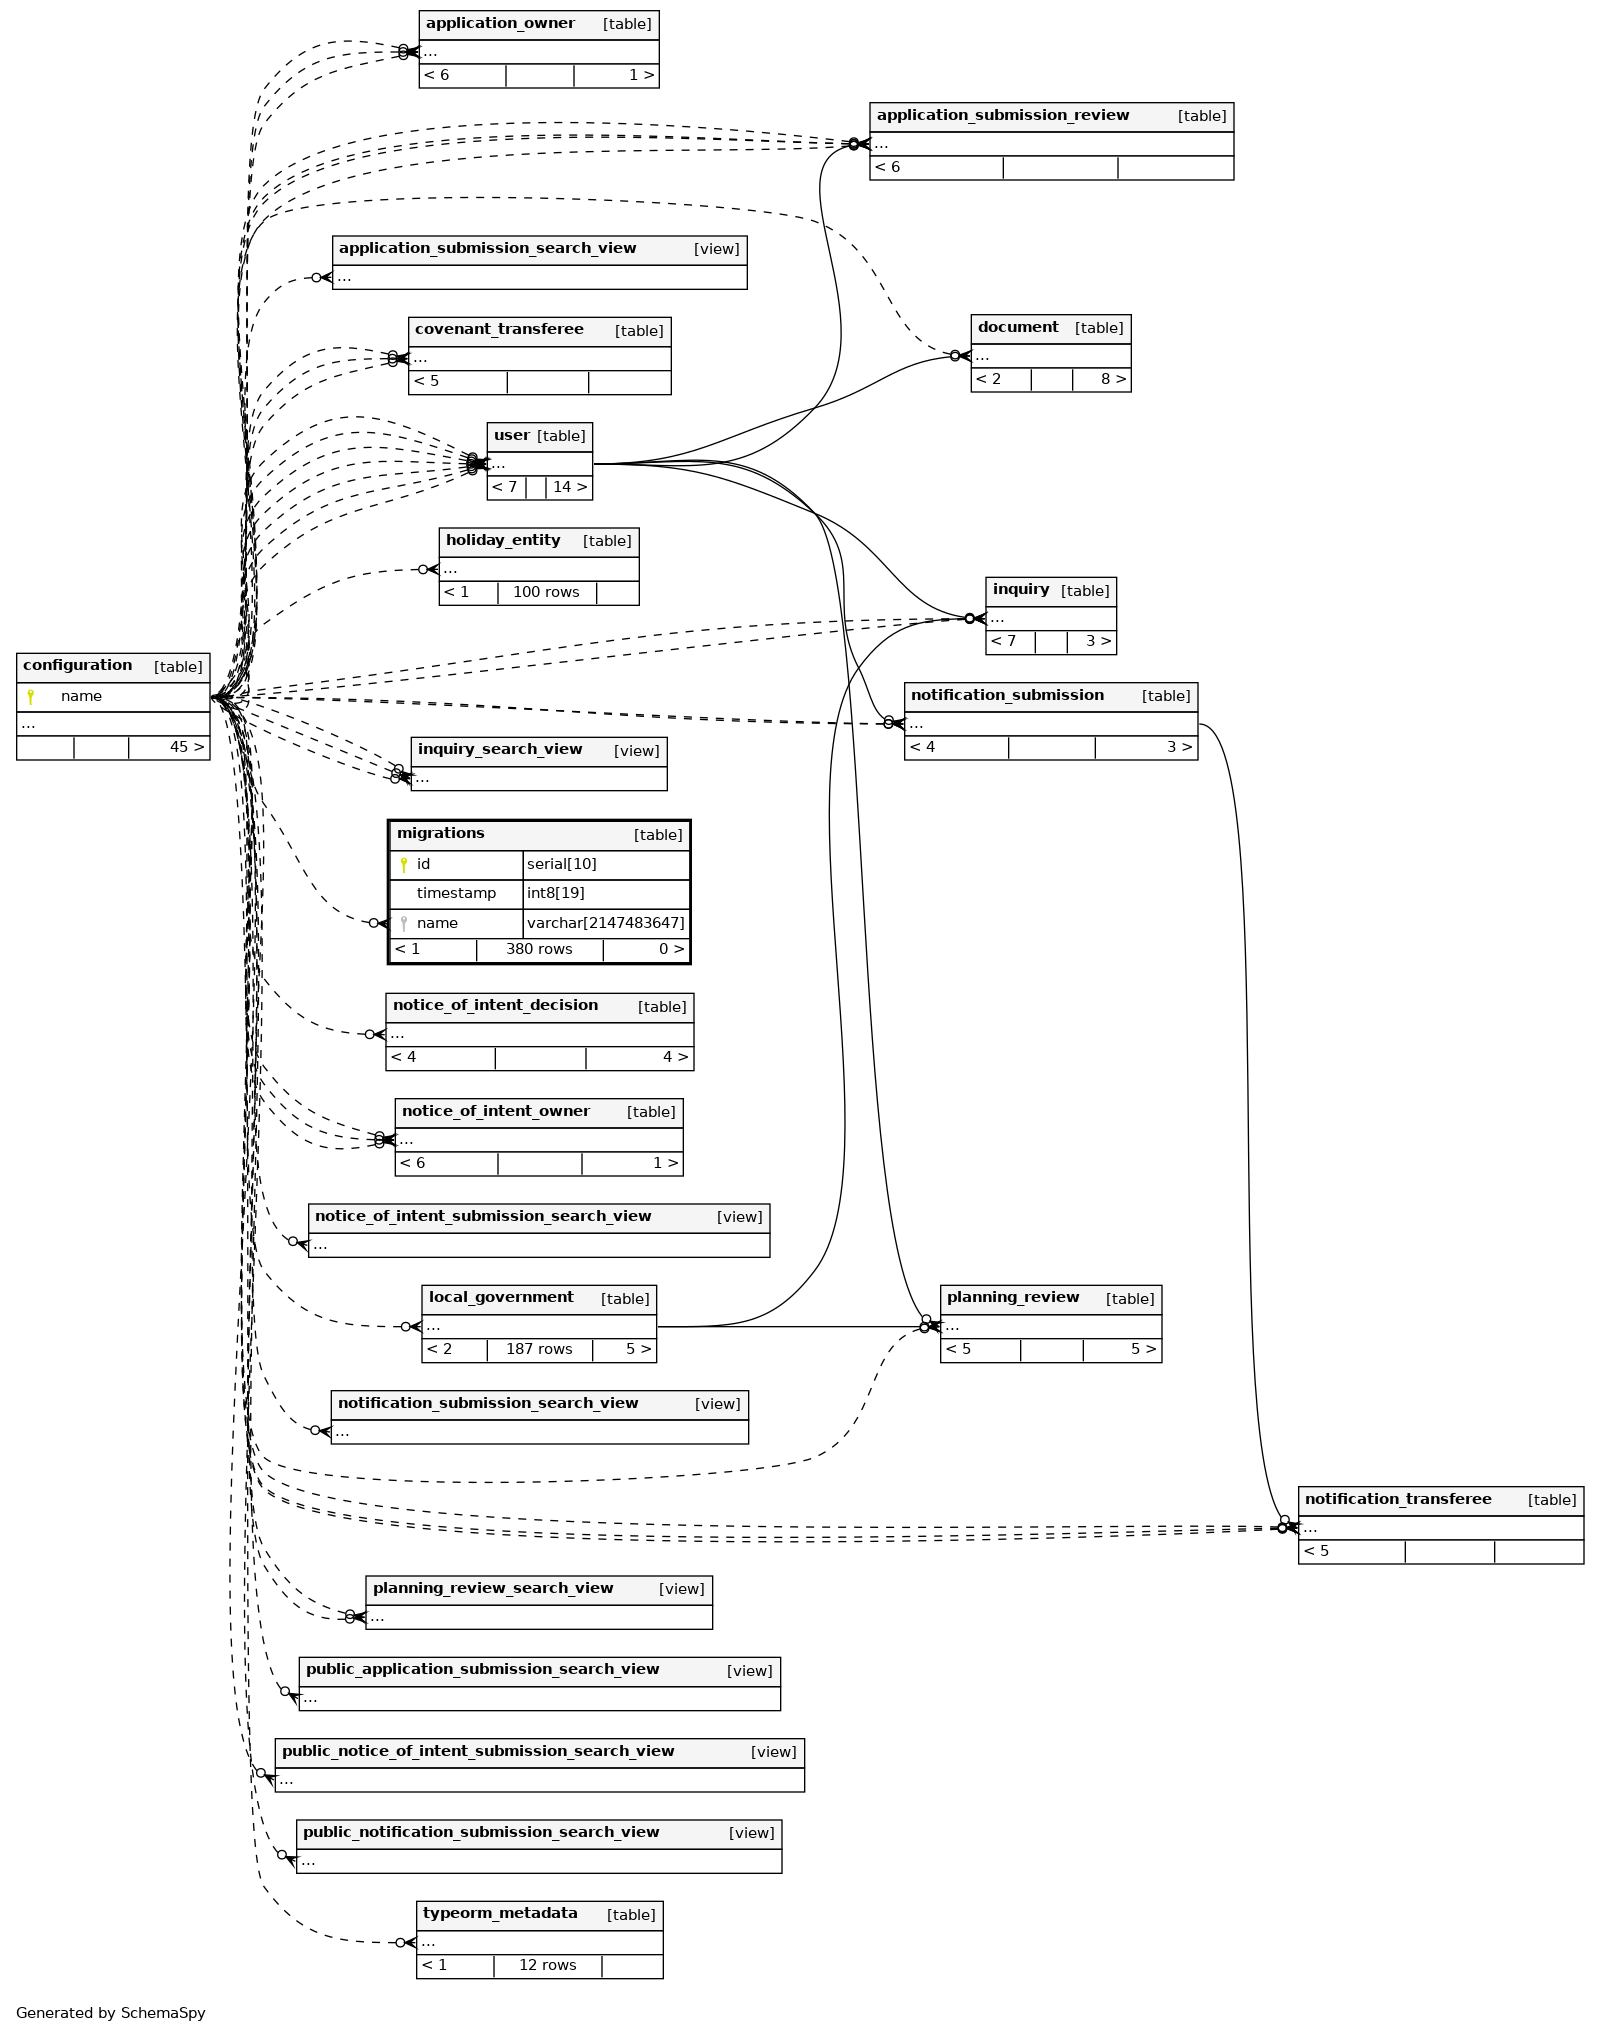 application_owner [table]
...
< 6 1 >
application_submission_review [table]
...
< 6
application_submission_search_view [view]
...
covenant_transferee [table]
...
< 5
document [table]
...
< 2 8 >
user [table]
...
< 7 14 >
holiday_entity [table]
...
< 1 100 rows
inquiry [table]
...
< 7 3 >
configuration [table]
name
...
45 >
notification_submission [table]
...
< 4 3 >
inquiry_search_view [view]
...
migrations [table]
id serial[10]
timestamp int8[19]
name varchar[2147483647]
< 1 380 rows 0 >
notice_of_intent_decision [table]
...
< 4 4 >
notice_of_intent_owner [table]
...
< 6 1 >
notice_of_intent_submission_search_view [view]
...
local_government [table]
...
< 2 187 rows 5 >
planning_review [table]
...
< 5 5 >
notification_submission_search_view [view]
...
notification_transferee [table]
...
< 5
planning_review_search_view [view]
...
public_application_submission_search_view [view]
...
public_notice_of_intent_submission_search_view [view]
...
public_notification_submission_search_view [view]
...
typeorm_metadata [table]
...
< 1 12 rows
Generated by SchemaSpy